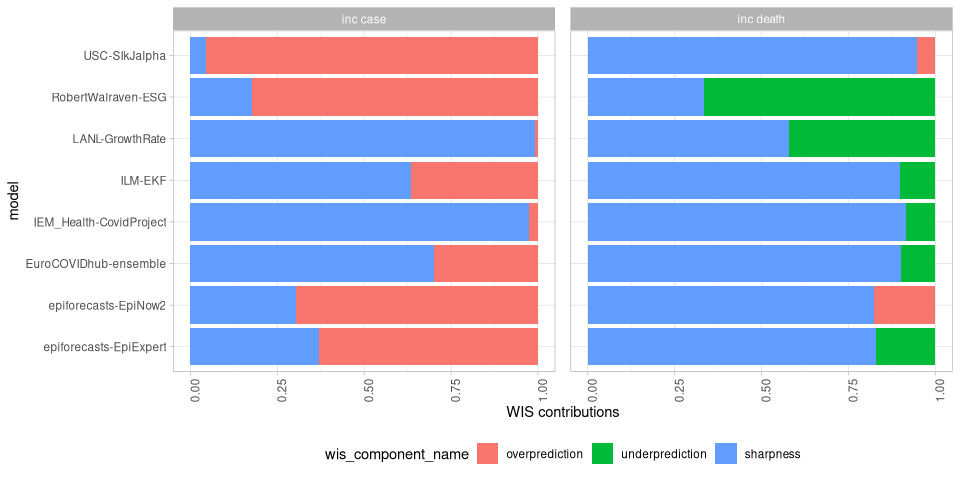 inc case
inc death
model
USC-SIkJalpha
RobertWalraven-ESG
LANL-GrowthRate
ILM-EKF
IEM_Health-CovidProject
EuroCOVIDhub-ensemble
epiforecasts-EpiNow2
epiforecasts-EpiExpert
0.00 0.25 0.50 0.75 1.00
0.00 0.25 0.50 0.75 1.00
WIS contributions
wis_component_name overprediction underprediction sharpness